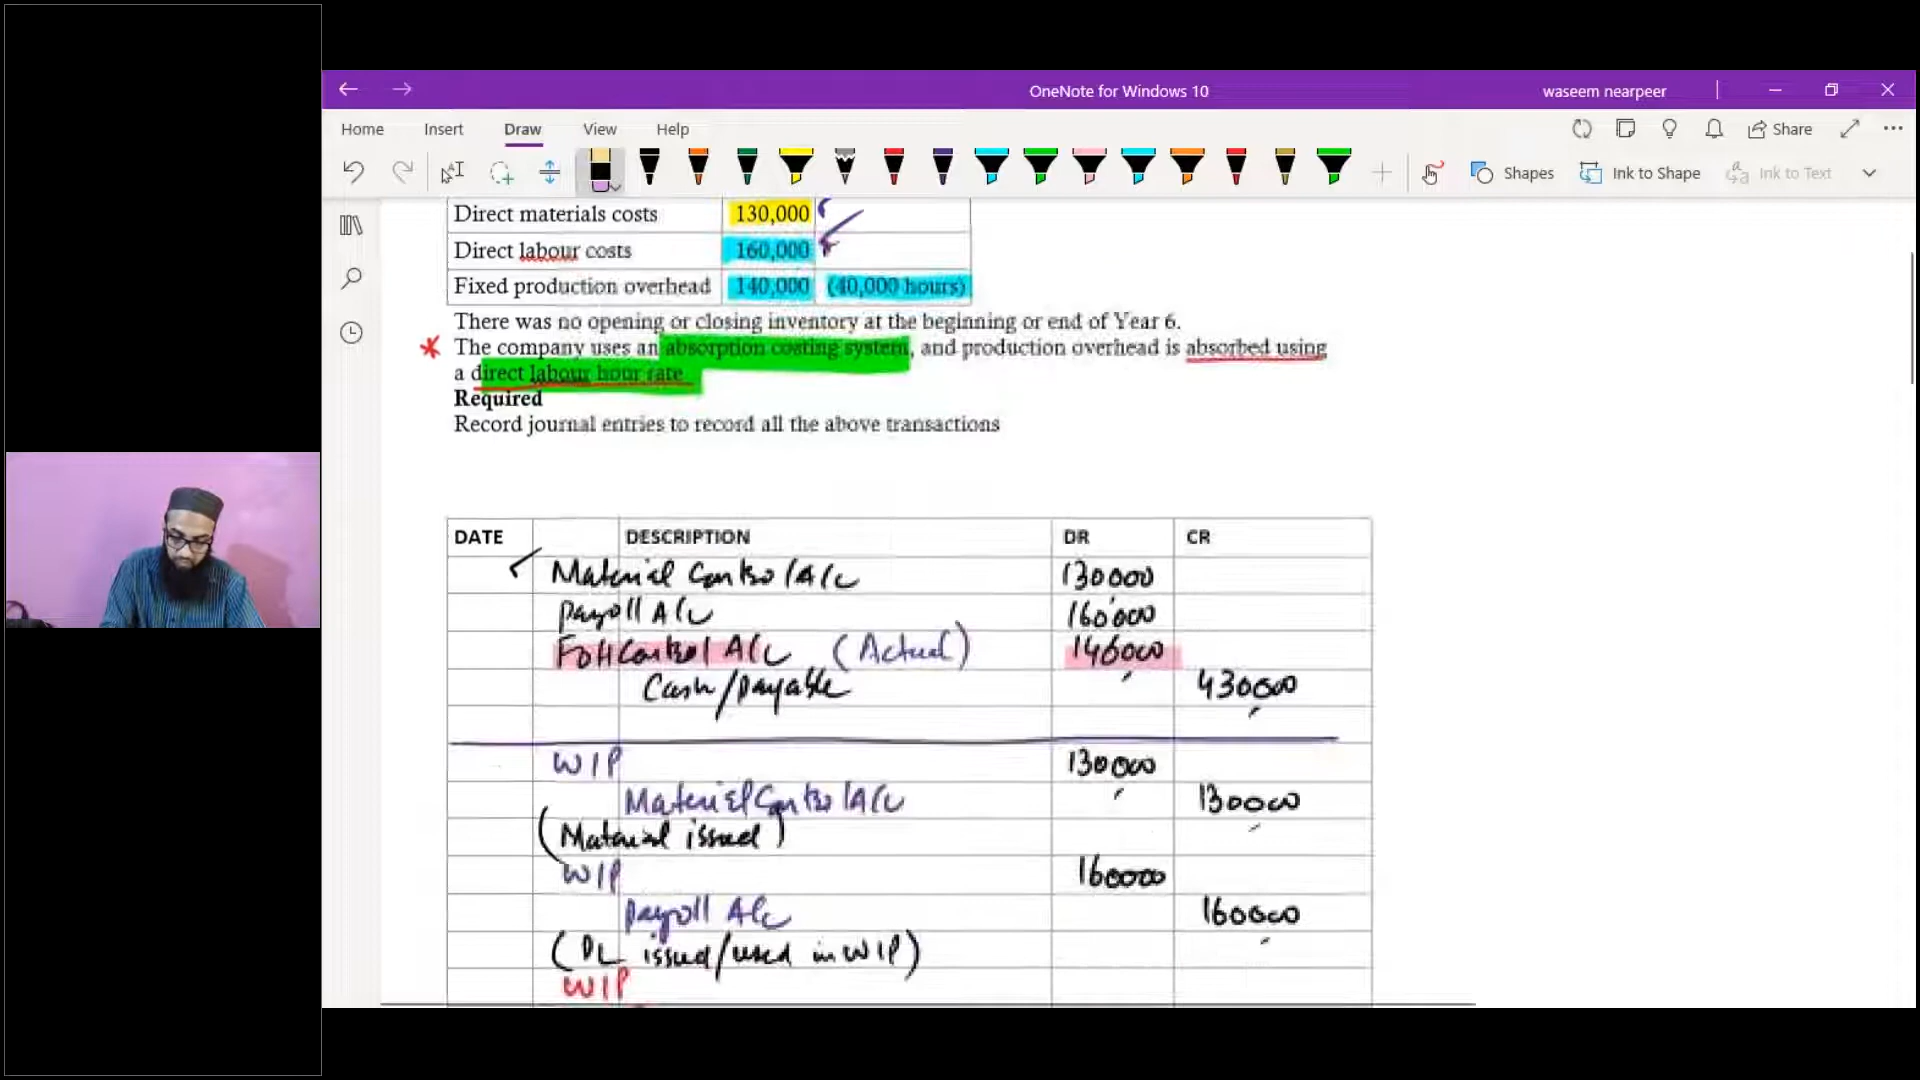 OneNote for Windows 10
waseem nearpeer
Home Insert Draw View Help
Share
Shapes Ink to Shape Ink to Text
Direct materials costs 130,000
Direct labour costs 160,000
Fixed production overhead 140,000 (40,000 hours)
There was no opening or closing inventory at the beginning or end of Year 6.
* The company uses an absorption costing system, and production overhead is absorbed using
a direct labour hour rate
Required
Record journal entries to record all the above transactions
DATE DESCRIPTION DR CR
Material Control A/c 130000
Payroll A/c 160000
FOH Control A/c (Actual) 140000
Cash/payable 430000
WIP 130000
Material Control A/c 130000
(Material issued)
WIP 160000
Payroll A/c 160000
(DL issued/used in WIP)
WIP